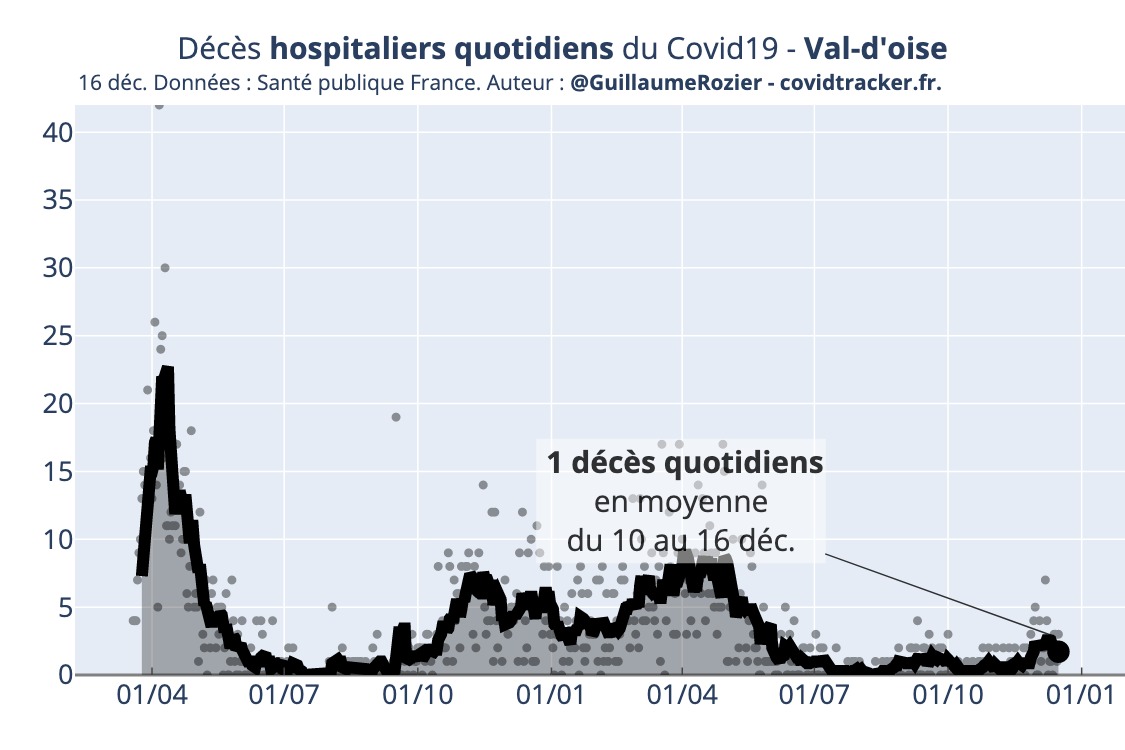 Décès hospitaliers quotidiens du Covid19 - Val-d'oise
16 déc. Données : Santé publique France. Auteur : @GuillaumeRozier - covidtracker.fr.
40
35
30
25
20
15
10
5
0
1 décès quotidiens
en moyenne
du 10 au 16 déc.
01/04 01/07 01/10 01/01 01/04 01/07 01/10 01/01